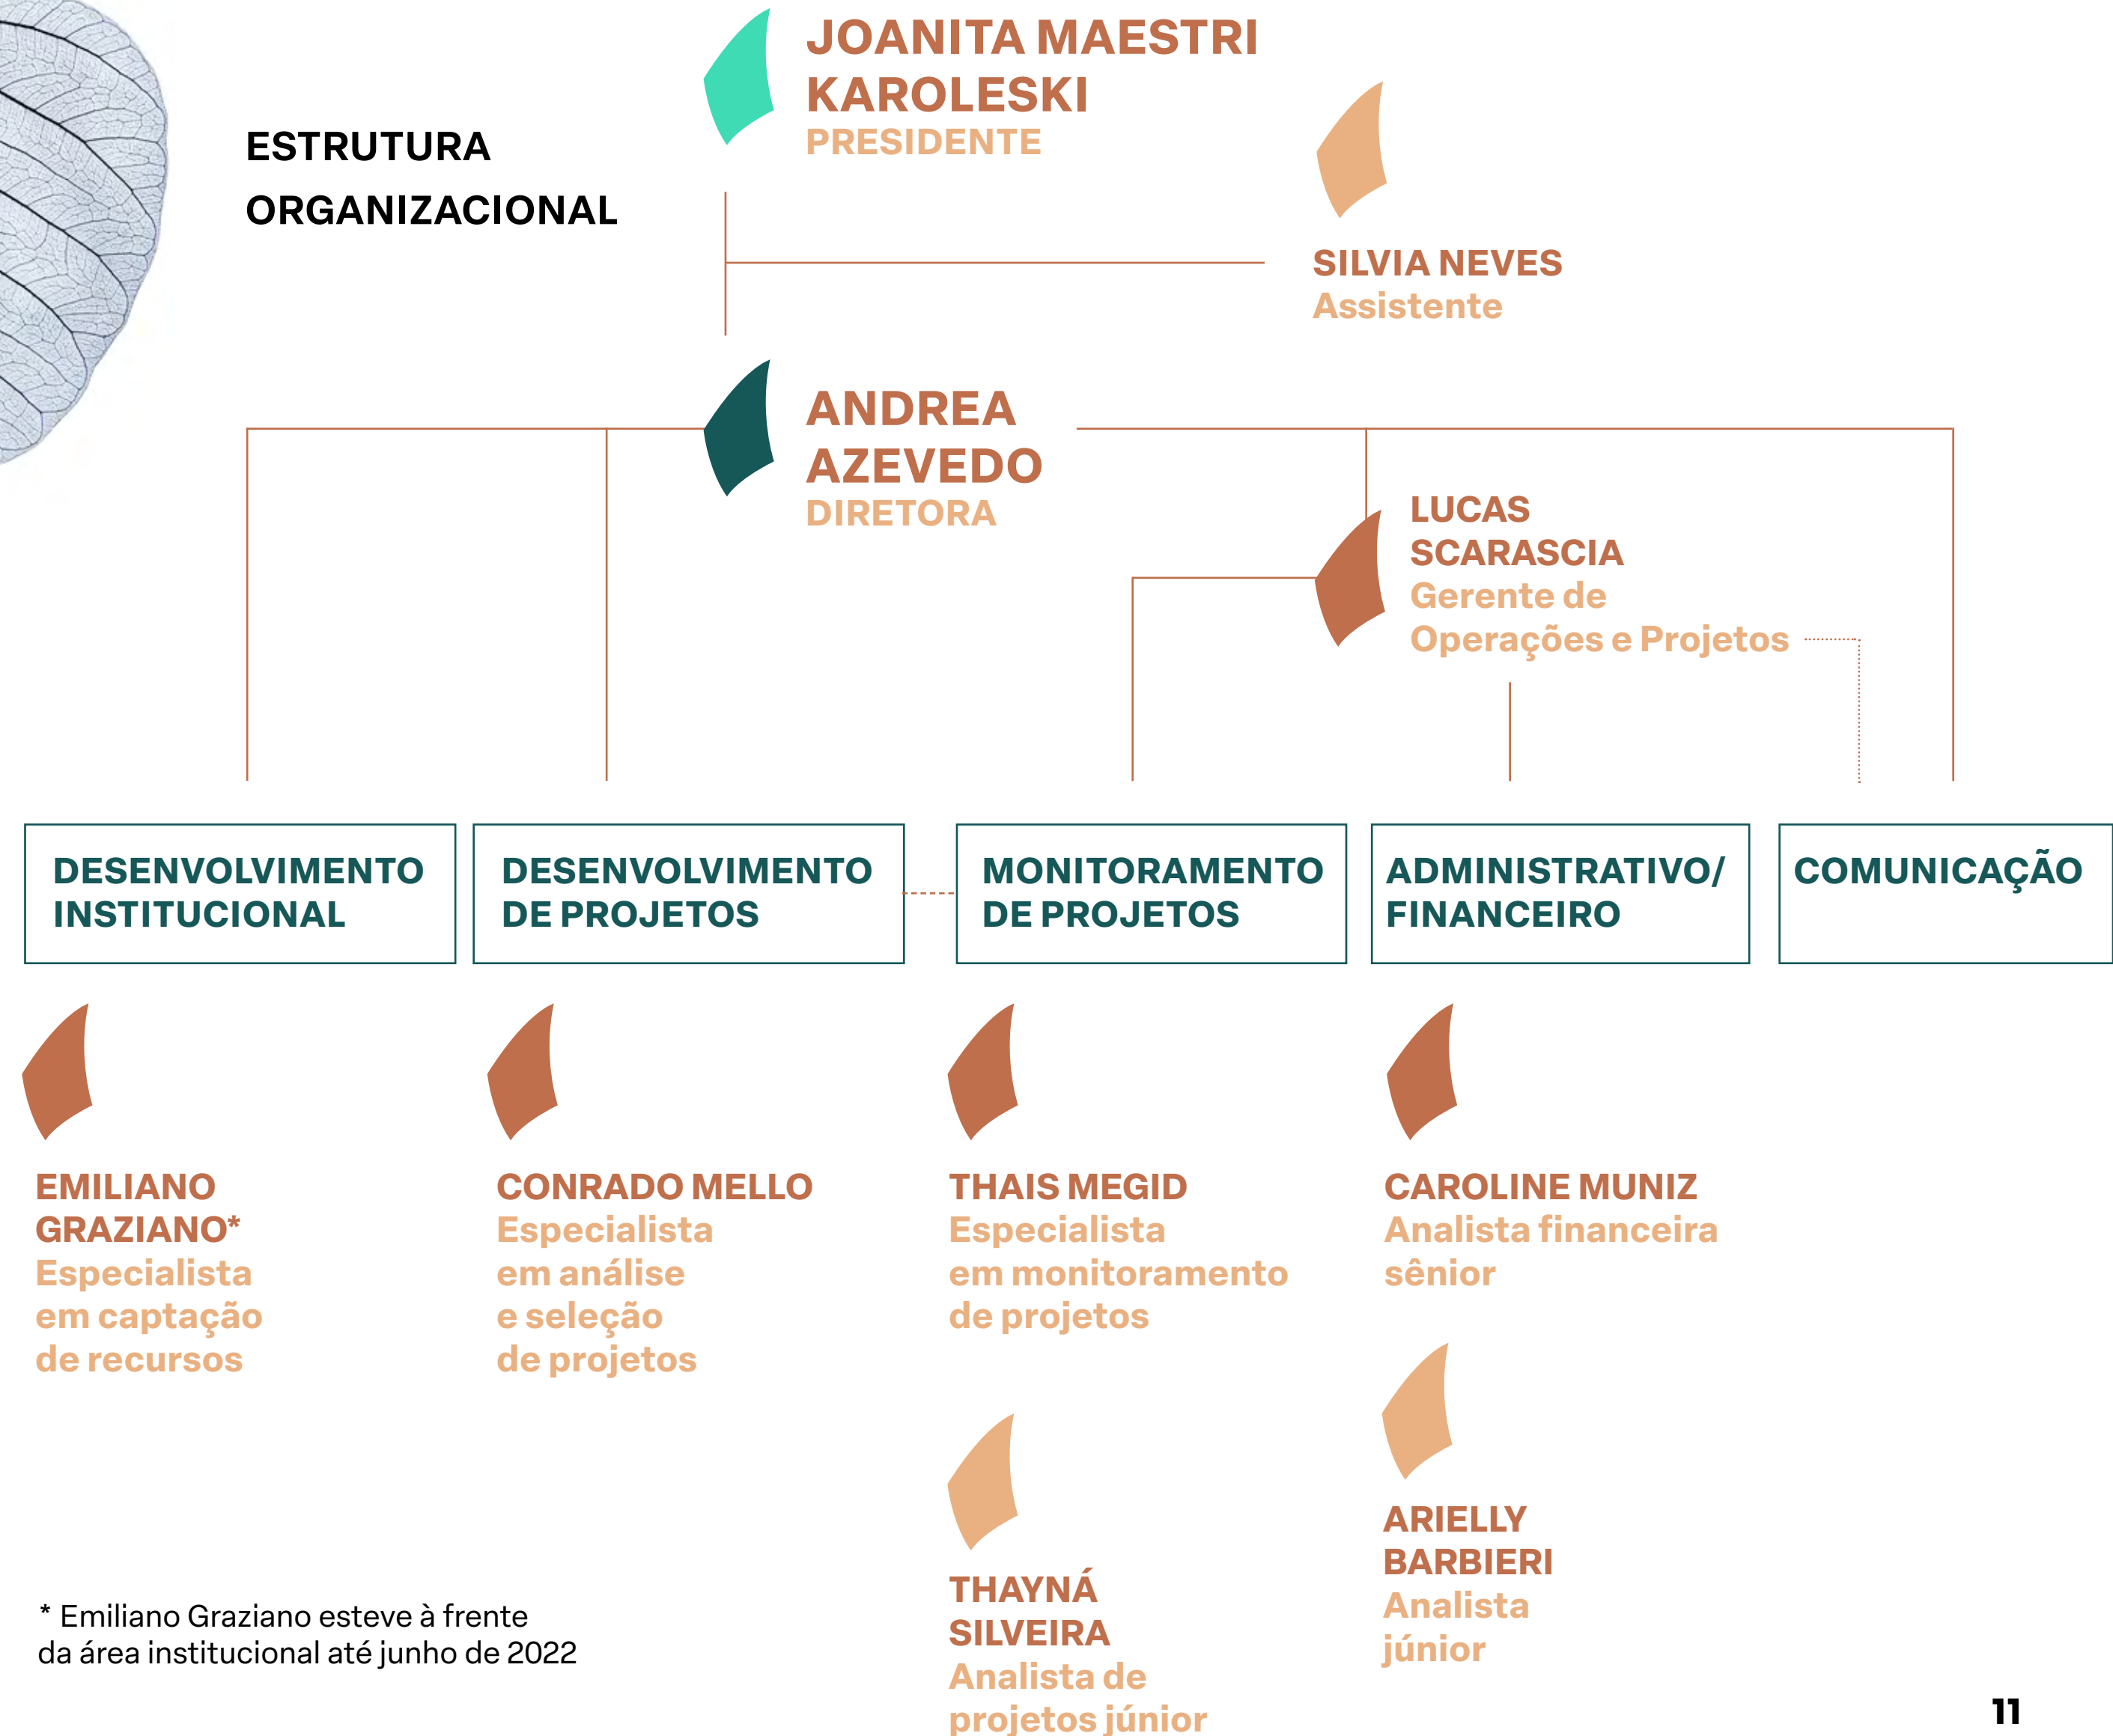 ESTRUTURA
ORGANIZACIONAL
JOANITA MAESTRI
KAROLESKI
PRESIDENTE
SILVIA NEVES
Assistente
ANDREA
AZEVEDO
DIRETORA
LUCAS
SCARASCIA
Gerente de
Operações e Projetos
DESENVOLVIMENTO
INSTITUCIONAL
DESENVOLVIMENTO
DE PROJETOS
MONITORAMENTO
DE PROJETOS
ADMINISTRATIVO/
FINANCEIRO
COMUNICAÇÃO
EMILIANO
GRAZIANO*
Especialista
em captação
de recursos
CONRADO MELLO
Especialista
em análise
e seleção
de projetos
THAIS MEGID
Especialista
em monitoramento
de projetos
CAROLINE MUNIZ
Analista financeira
sênior
THAYNÁ
SILVEIRA
Analista de
projetos júnior
ARIELLY
BARBIERI
Analista
júnior
* Emiliano Graziano esteve à frente
da área institucional até junho de 2022
11